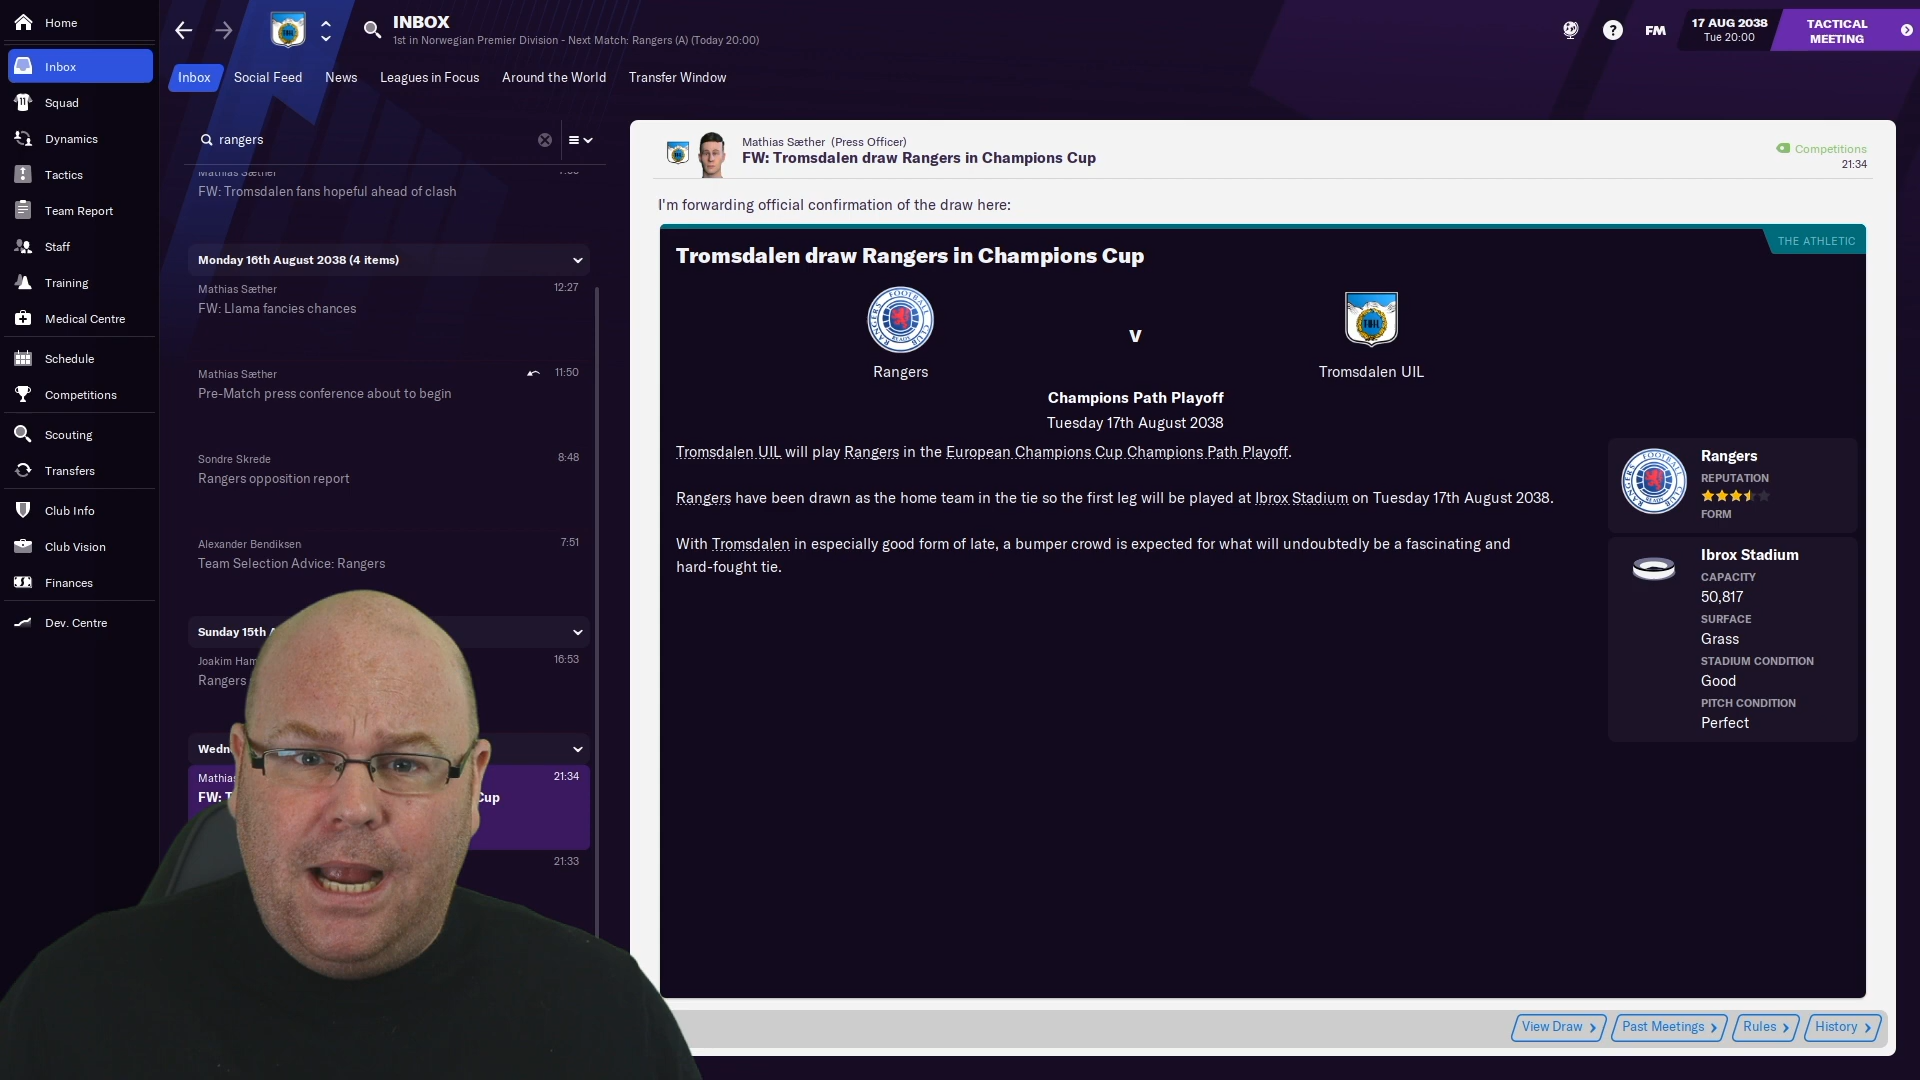 Home
Inbox
Squad
Dynamics
Tactics
Team Report
Staff
Training
Medical Centre
Schedule
Competitions
Scouting
Transfers
Club Info
Club Vision
Finances
Dev. Centre
INBOX
1st in Norwegian Premier Division - Next Match: Rangers (A) (Today 20:00)
FM
17 AUG 2038
Tue 20:00
TACTICAL
MEETING
Inbox Social Feed News Leagues in Focus Around the World Transfer Window
rangers
Mathias Sæther
FW: Tromsdalen fans hopeful ahead of clash
Monday 16th August 2038 (4 items)
Mathias Sæther 12:27
FW: Llama fancies chances
Mathias Sæther 11:50
Pre-Match press conference about to begin
Sondre Skrede 8:48
Rangers opposition report
Alexander Bendiksen 7:51
Team Selection Advice: Rangers
Sunday 15th
Joakim 16:53
Rangers
21:34
FW: Cup
21:33
Mathias Sæther (Press Officer)
FW: Tromsdalen draw Rangers in Champions Cup
Competitions
21:34
I'm forwarding official confirmation of the draw here:
THE ATHLETIC
Tromsdalen draw Rangers in Champions Cup
RANGERS FOOTBALL CLUB
READY
TUIL
v
Rangers
Tromsdalen UIL
Champions Path Playoff
Tuesday 17th August 2038
Tromsdalen UIL will play Rangers in the European Champions Cup Champions Path Playoff.
Rangers have been drawn as the home team in the tie so the first leg will be played at Ibrox Stadium on Tuesday 17th August 2038.
With Tromsdalen in especially good form of late, a bumper crowd is expected for what will undoubtedly be a fascinating and
hard-fought tie.
Rangers
REPUTATION
FORM
Ibrox Stadium
CAPACITY
50,817
SURFACE
Grass
STADIUM CONDITION
Good
PITCH CONDITION
Perfect
View Draw
Past Meetings
Rules
History